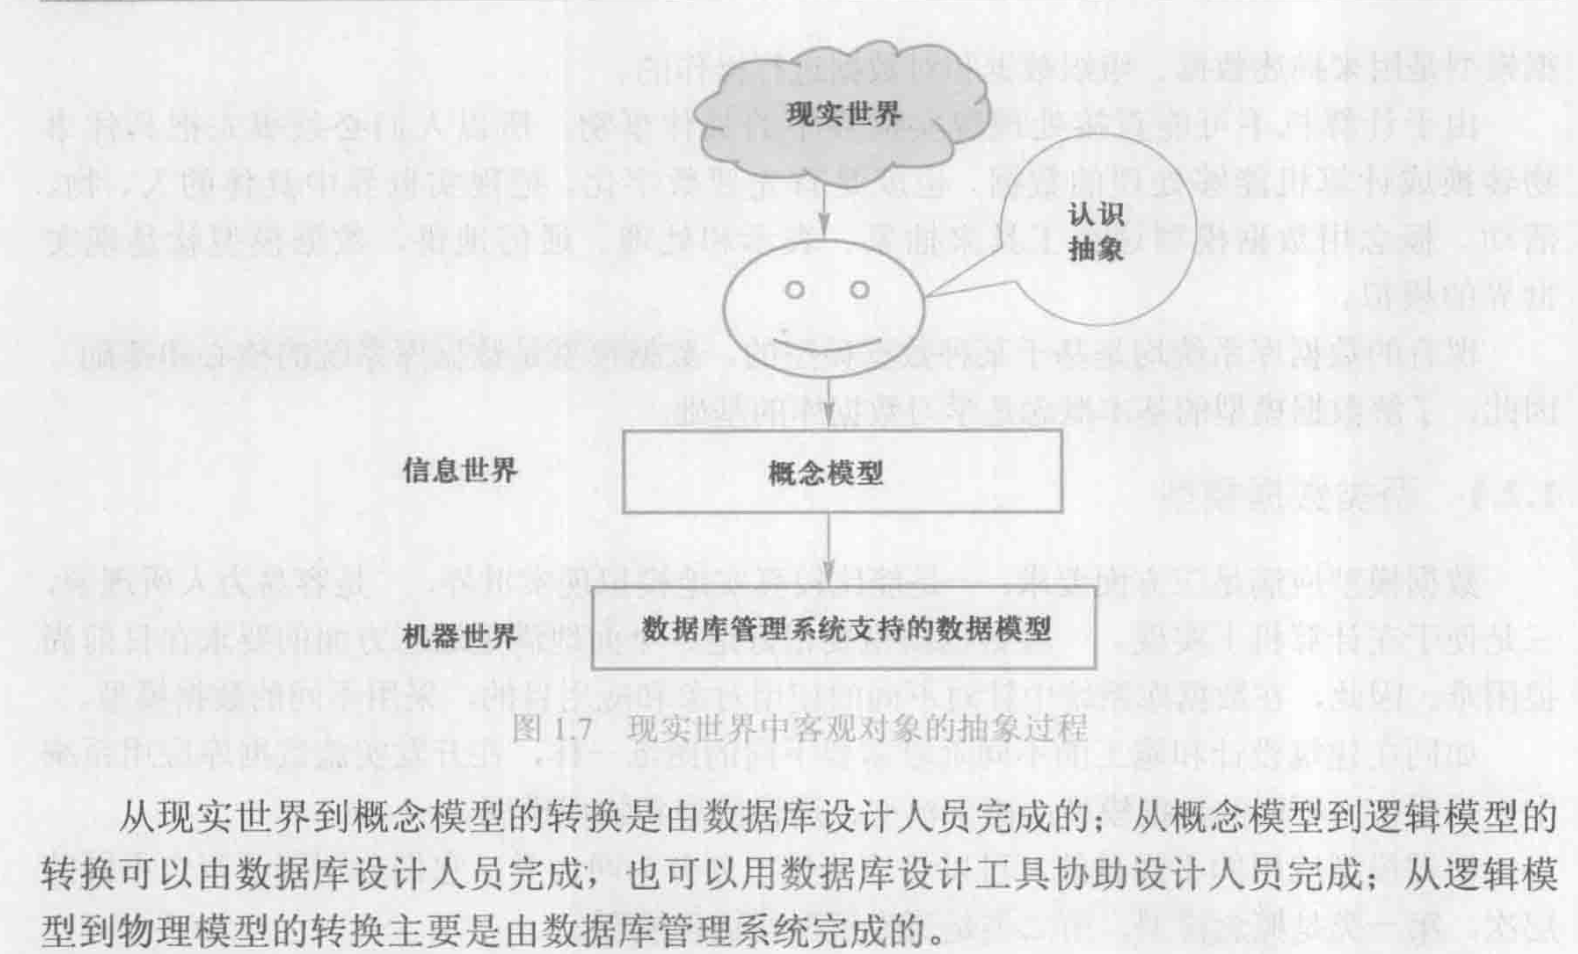 现实世界
认识
抽象
信息世界
概念模型
机器世界
数据库管理系统支持的数据模型
图 1.7 现实世界中客观对象的抽象过程
从现实世界到概念模型的转换是由数据库设计人员完成的；从概念模型到逻辑模型的
转换可以由数据库设计人员完成，也可以用数据库设计工具协助设计人员完成；从逻辑模
型到物理模型的转换主要是由数据库管理系统完成的。